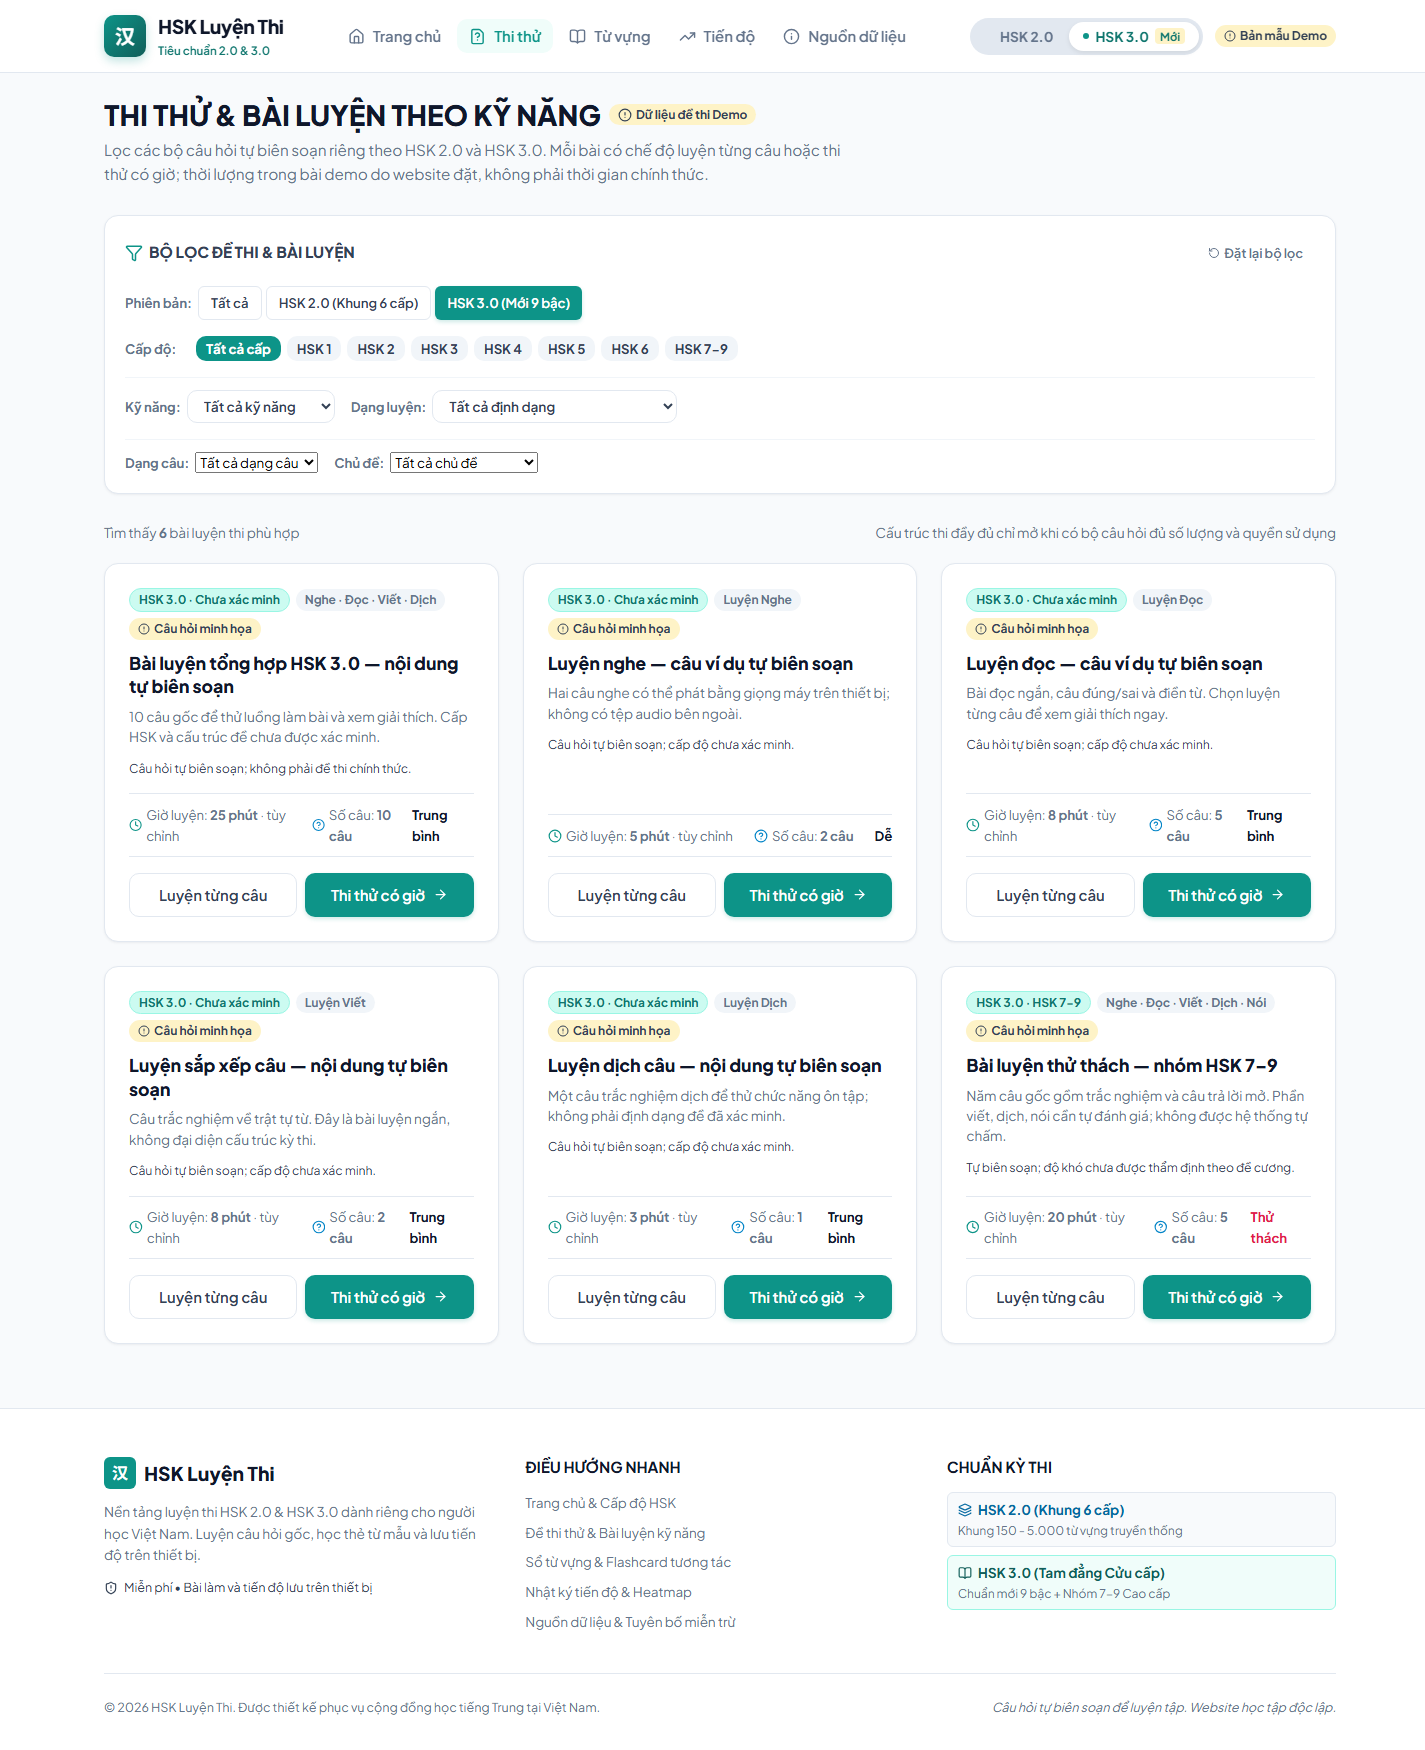 汉
HSK Luyện Thi
Tiêu chuẩn 2.0 & 3.0
Trang chủ
Thi thử
Từ vựng
Tiến độ
Nguồn dữ liệu
HSK 2.0
HSK 3.0 Mới
Bản mẫu Demo
THI THỬ & BÀI LUYỆN THEO KỸ NĂNG
Dữ liệu đề thi Demo
Lọc các bộ câu hỏi tự biên soạn riêng theo HSK 2.0 và HSK 3.0. Mỗi bài có chế độ luyện từng câu hoặc thi
thử có giờ; thời lượng trong bài demo do website đặt, không phải thời gian chính thức.
BỘ LỌC ĐỀ THI & BÀI LUYỆN
Đặt lại bộ lọc
Phiên bản: Tất cả HSK 2.0 (Khung 6 cấp) HSK 3.0 (Mới 9 bậc)
Cấp độ: Tất cả cấp HSK 1 HSK 2 HSK 3 HSK 4 HSK 5 HSK 6 HSK 7–9
Kỹ năng: Tất cả kỹ năng Dạng luyện: Tất cả định dạng
Dạng câu: Tất cả dạng câu Chủ đề: Tất cả chủ đề
Tìm thấy 6 bài luyện thi phù hợp
Cấu trúc thi đầy đủ chỉ mở khi có bộ câu hỏi đủ số lượng và quyền sử dụng
HSK 3.0 · Chưa xác minh Nghe · Đọc · Viết · Dịch
Câu hỏi minh họa
Bài luyện tổng hợp HSK 3.0 — nội dung
tự biên soạn
10 câu gốc để thử luồng làm bài và xem giải thích. Cấp
HSK và cấu trúc đề chưa được xác minh.
Câu hỏi tự biên soạn; không phải đề thi chính thức.
Giờ luyện: 25 phút · tùy
chỉnh
Số câu: 10
câu
Trung
bình
Luyện từng câu
Thi thử có giờ
HSK 3.0 · Chưa xác minh Luyện Nghe
Câu hỏi minh họa
Luyện nghe — câu ví dụ tự biên soạn
Hai câu nghe có thể phát bằng giọng máy trên thiết bị;
không có tệp audio bên ngoài.
Câu hỏi tự biên soạn; cấp độ chưa xác minh.
Giờ luyện: 5 phút · tùy chỉnh
Số câu: 2 câu
Dễ
Luyện từng câu
Thi thử có giờ
HSK 3.0 · Chưa xác minh Luyện Đọc
Câu hỏi minh họa
Luyện đọc — câu ví dụ tự biên soạn
Bài đọc ngắn, câu đúng/sai và điền từ. Chọn luyện
từng câu để xem giải thích ngay.
Câu hỏi tự biên soạn; cấp độ chưa xác minh.
Giờ luyện: 8 phút · tùy
chỉnh
Số câu: 5
câu
Trung
bình
Luyện từng câu
Thi thử có giờ
HSK 3.0 · Chưa xác minh Luyện Viết
Câu hỏi minh họa
Luyện sắp xếp câu — nội dung tự biên
soạn
Câu trắc nghiệm về trật tự từ. Đây là bài luyện ngắn,
không đại diện cấu trúc kỳ thi.
Câu hỏi tự biên soạn; cấp độ chưa xác minh.
Giờ luyện: 8 phút · tùy
chỉnh
Số câu: 2
câu
Trung
bình
Luyện từng câu
Thi thử có giờ
HSK 3.0 · Chưa xác minh Luyện Dịch
Câu hỏi minh họa
Luyện dịch câu — nội dung tự biên soạn
Một câu trắc nghiệm dịch để thử chức năng ôn tập;
không phải định dạng đề đã xác minh.
Câu hỏi tự biên soạn; cấp độ chưa xác minh.
Giờ luyện: 3 phút · tùy
chỉnh
Số câu: 1
câu
Trung
bình
Luyện từng câu
Thi thử có giờ
HSK 3.0 · HSK 7-9 Nghe · Đọc · Viết · Dịch · Nói
Câu hỏi minh họa
Bài luyện thử thách — nhóm HSK 7–9
Năm câu gốc gồm trắc nghiệm và câu trả lời mở. Phần
viết, dịch, nói cần tự đánh giá; không được hệ thống tự
chấm.
Tự biên soạn; độ khó chưa được thẩm định theo đề cương.
Giờ luyện: 20 phút · tùy
chỉnh
Số câu: 5
câu
Thử
thách
Luyện từng câu
Thi thử có giờ
汉
HSK Luyện Thi
Nền tảng luyện thi HSK 2.0 & HSK 3.0 dành riêng cho người
học Việt Nam. Luyện câu hỏi gốc, học thẻ từ mẫu và lưu tiến
độ trên thiết bị.
Miễn phí • Bài làm và tiến độ lưu trên thiết bị
ĐIỀU HƯỚNG NHANH
Trang chủ & Cấp độ HSK
Đề thi thử & Bài luyện kỹ năng
Sổ từ vựng & Flashcard tương tác
Nhật ký tiến độ & Heatmap
Nguồn dữ liệu & Tuyên bố miễn trừ
CHUẨN KỲ THI
HSK 2.0 (Khung 6 cấp)
Khung 150 - 5.000 từ vựng truyền thống
HSK 3.0 (Tam đẳng Cửu cấp)
Chuẩn mới 9 bậc + Nhóm 7–9 Cao cấp
© 2026 HSK Luyện Thi. Được thiết kế phục vụ cộng đồng học tiếng Trung tại Việt Nam.
Câu hỏi tự biên soạn để luyện tập. Website học tập độc lập.